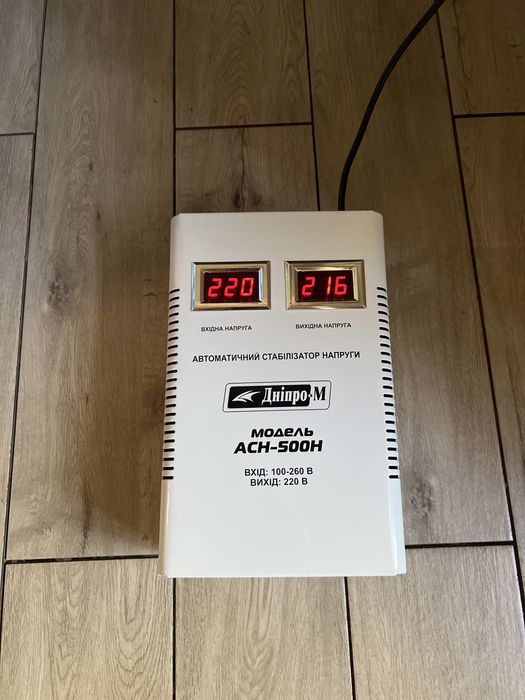 220 216
ВХІДНА НАПРУГА ВИХІДНА НАПРУГА
АВТОМАТИЧНИЙ СТАБІЛІЗАТОР НАПРУГИ
Дніпро-М
МОДЕЛЬ
АСН-500Н
ВХІД: 100-260 В
ВИХІД: 220 В